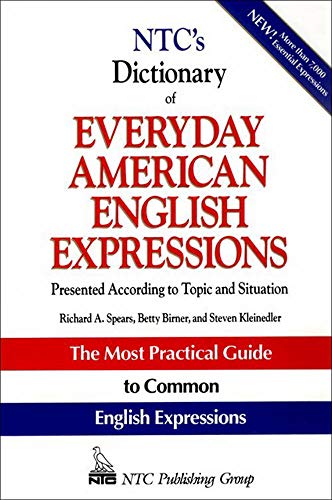 NEW! More than 7,000
Essential Expressions
NTC's
Dictionary
of
EVERYDAY
AMERICAN
ENGLISH
EXPRESSIONS
Presented According to Topic and Situation
Richard A. Spears, Betty Birner, and Steven Kleinedler
The Most Practical Guide
to Common
English Expressions
NTC
NTC Publishing Group